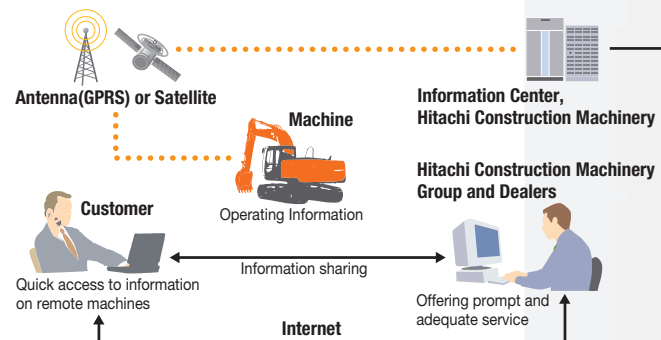 Antenna(GPRS) or Satellite
Information Center,
Hitachi Construction Machinery
Machine
Operating Information
Hitachi Construction Machinery
Group and Dealers
Customer
Information sharing
Quick access to information
on remote machines
Offering prompt and
adequate service
Internet